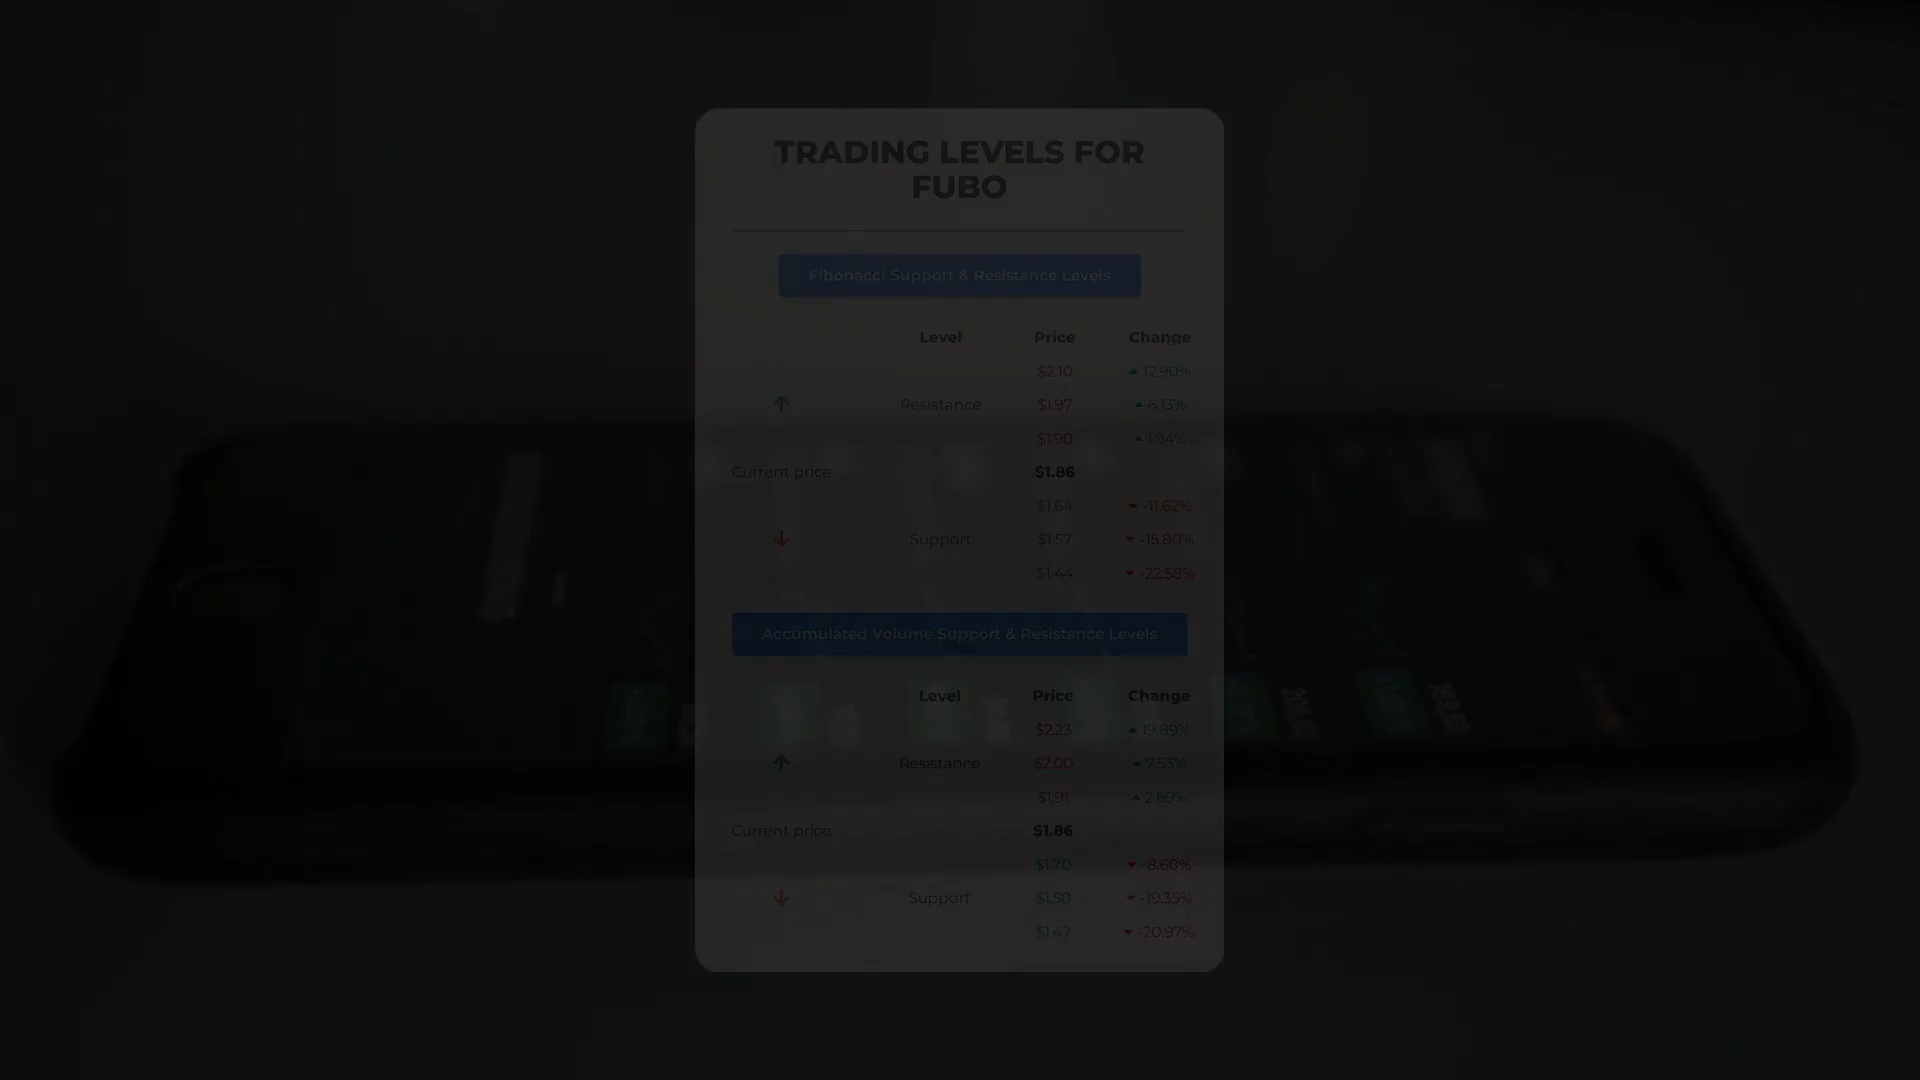 TRADING LEVELS FOR
FUBO
Fibonacci Support & Resistance Levels
Level Price Change
$2.10 ▲ 12.90%
↑ Resistance $1.97 ▲ 6.13%
$1.90 ▲ 1.94%
Current price $1.86
$1.64 ▼ -11.62%
↓ Support $1.57 ▼ -15.80%
$1.44 ▼ -22.58%
Accumulated Volume Support & Resistance Levels
Level Price Change
$2.23 ▲ 19.89%
↑ Resistance $2.00 ▲ 7.53%
$1.91 ▲ 2.69%
Current price $1.86
$1.70 ▼ -8.60%
↓ Support $1.50 ▼ -19.35%
$1.47 ▼ -20.97%